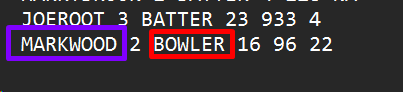 JOEROOT 3 BATTER 23 933 4
MARKWOOD 2 BOWLER 16 96 22